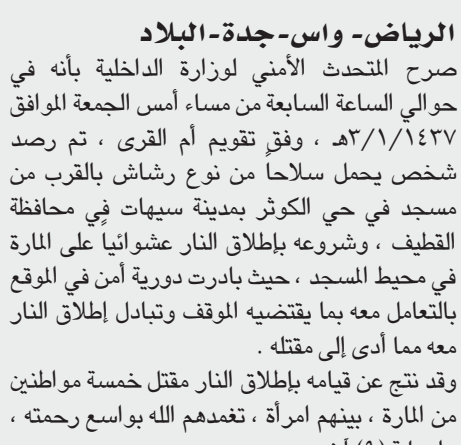 الرياض- واس-جدة-البلاد
صرح المتحدث الأمني لوزارة الداخلية بأنه في
حوالي الساعة السابعة من مساء أمس الجمعة الموافق
٣/١/١٤٣٧هـ ، وفق تقويم أم القرى ، تم رصد
شخص يحمل سلاحاً من نوع رشاش بالقرب من
مسجد في حي الكوثر بمدينة سيهات في محافظة
القطيف ، وشروعه بإطلاق النار عشوائياً على المارة
في محيط المسجد ، حيث بادرت دورية أمن في الموقع
بالتعامل معه بما يقتضيه الموقف وتبادل إطلاق النار
معه مما أدى إلى مقتله .
وقد نتج عن قيامه بإطلاق النار مقتل خمسة مواطنين
من المارة ، بينهم امرأة ، تغمدهم الله بواسع رحمته ،